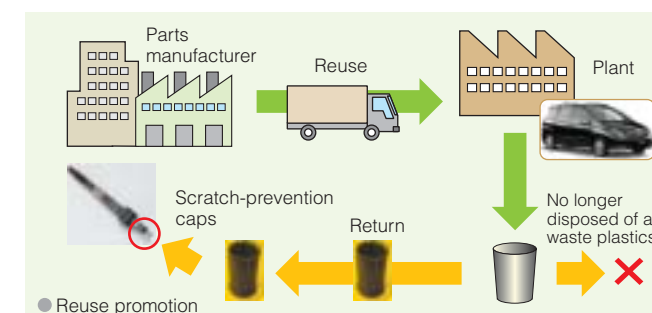 Parts
manufacturer
Reuse
Plant
Scratch-prevention
caps
Return
No longer
disposed of a
waste plastics
Reuse promotion